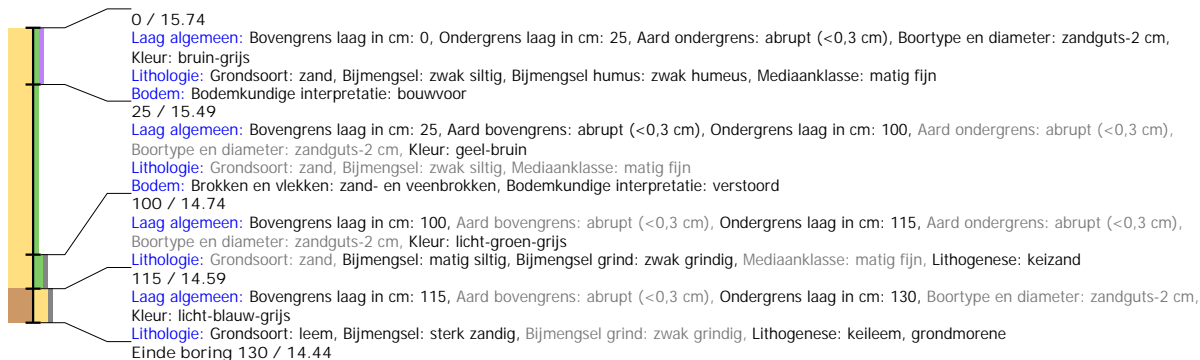 0 / 15.74
Laag algemeen: Bovengrens laag in cm: 0, Ondergrens laag in cm: 25, Aard ondergrens: abrupt (<0,3 cm), Boortype en diameter: zandguts-2 cm,
Kleur: bruin-grijs
Lithologie: Grondsoort: zand, Bijmengsel: zwak siltig, Bijmengsel humus: zwak humeus, Mediaanklasse: matig fijn
Bodem: Bodemkundige interpretatie: bouwvoor
25 / 15.49
Laag algemeen: Bovengrens laag in cm: 25, Aard bovengrens: abrupt (<0,3 cm), Ondergrens laag in cm: 100, Aard ondergrens: abrupt (<0,3 cm),
Boortype en diameter: zandguts-2 cm, Kleur: geel-bruin
Lithologie: Grondsoort: zand, Bijmengsel: zwak siltig, Mediaanklasse: matig fijn
Bodem: Brokken en vlekken: zand- en veenbrokken, Bodemkundige interpretatie: verstoord
100 / 14.74
Laag algemeen: Bovengrens laag in cm: 100, Aard bovengrens: abrupt (<0,3 cm), Ondergrens laag in cm: 115, Aard ondergrens: abrupt (<0,3 cm),
Boortype en diameter: zandguts-2 cm, Kleur: licht-groen-grijs
Lithologie: Grondsoort: zand, Bijmengsel: matig siltig, Bijmengsel grind: zwak grindig, Mediaanklasse: matig fijn, Lithogenese: keizand
115 / 14.59
Laag algemeen: Bovengrens laag in cm: 115, Aard bovengrens: abrupt (<0,3 cm), Ondergrens laag in cm: 130, Boortype en diameter: zandguts-2 cm,
Kleur: licht-blauw-grijs
Lithologie: Grondsoort: leem, Bijmengsel: sterk zandig, Bijmengsel grind: zwak grindig, Lithogenese: keileem, grondmorene
Einde boring 130 / 14.44